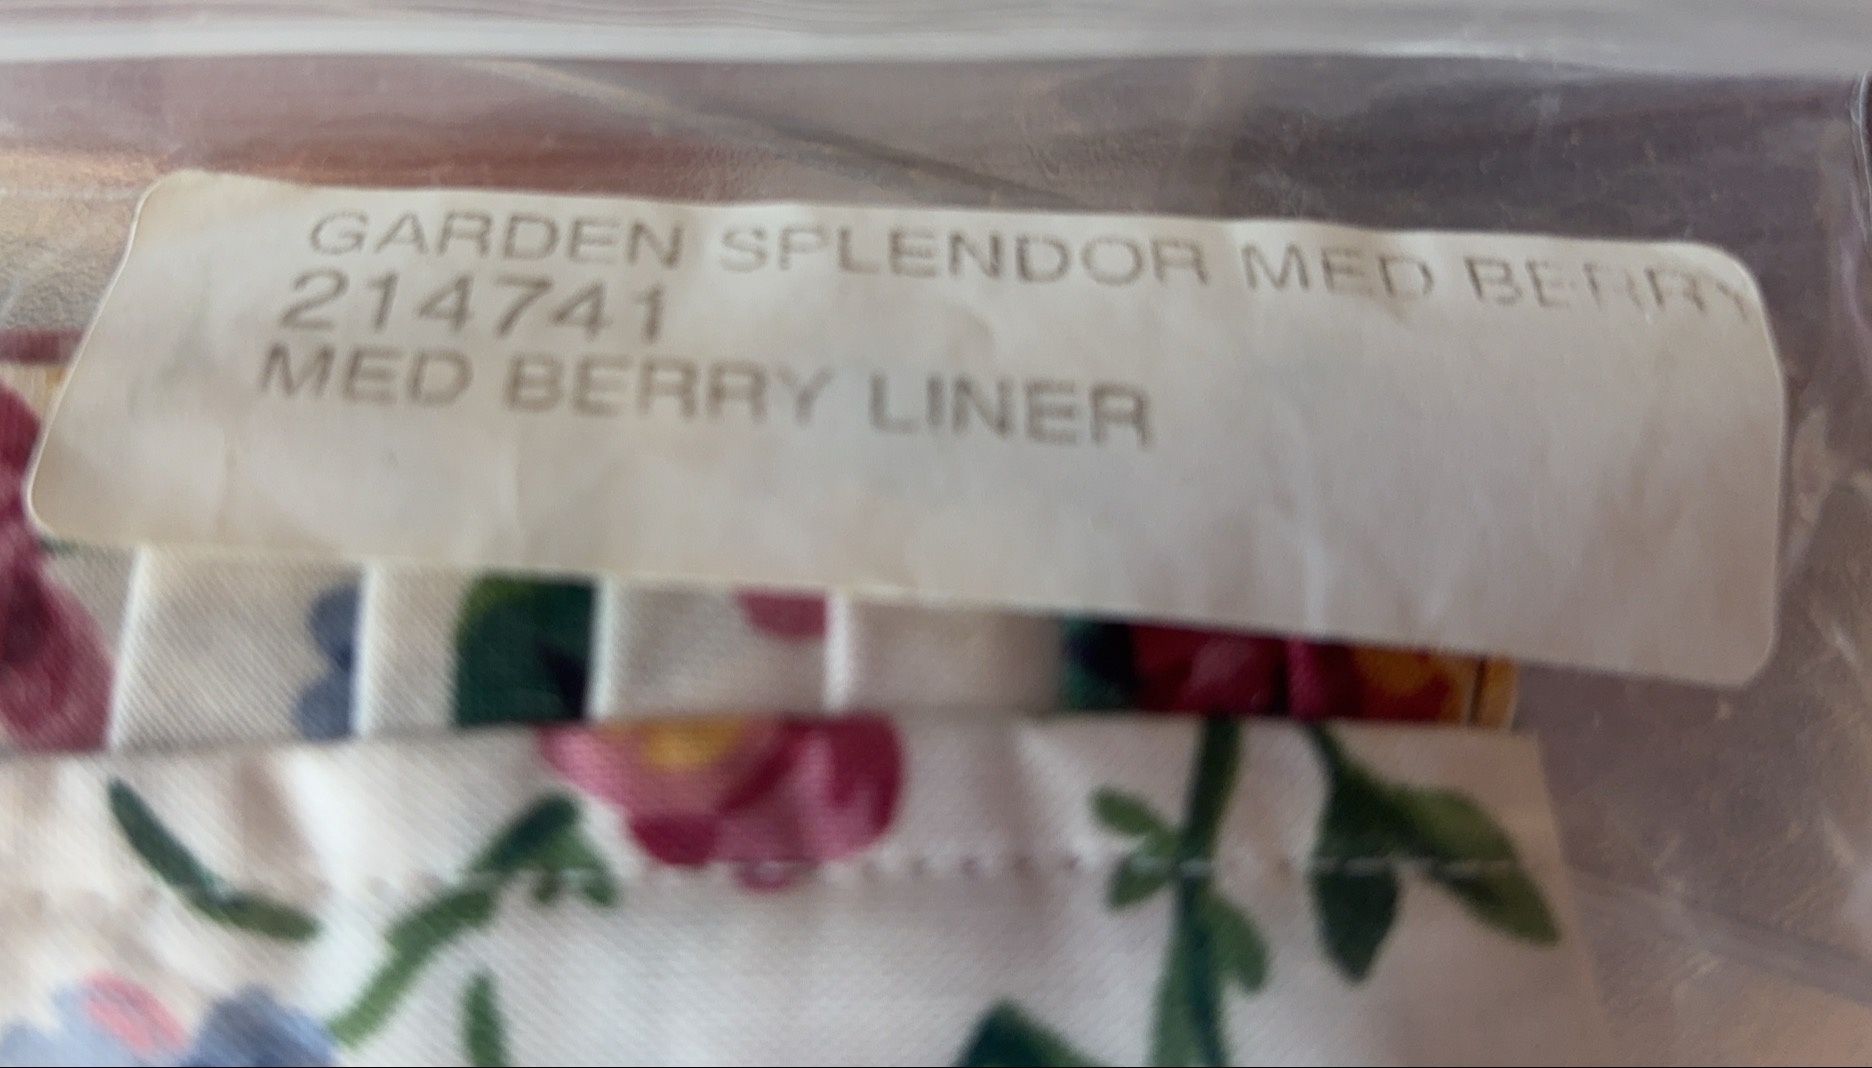 GARDEN SPLENDOR MED BERRY
214741
MED BERRY LINER